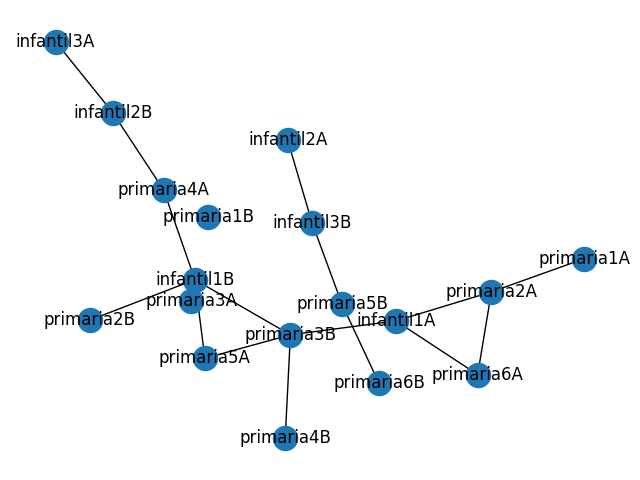 infantil3A
infantil2B
infantil2A
primaria4A
primaria1B
infantil3B
primaria1A
infantil1B
primaria2A
primaria3A
primaria5B
primaria2B
infantil1A
primaria3B
primaria5A
primaria6A
primaria6B
primaria4B